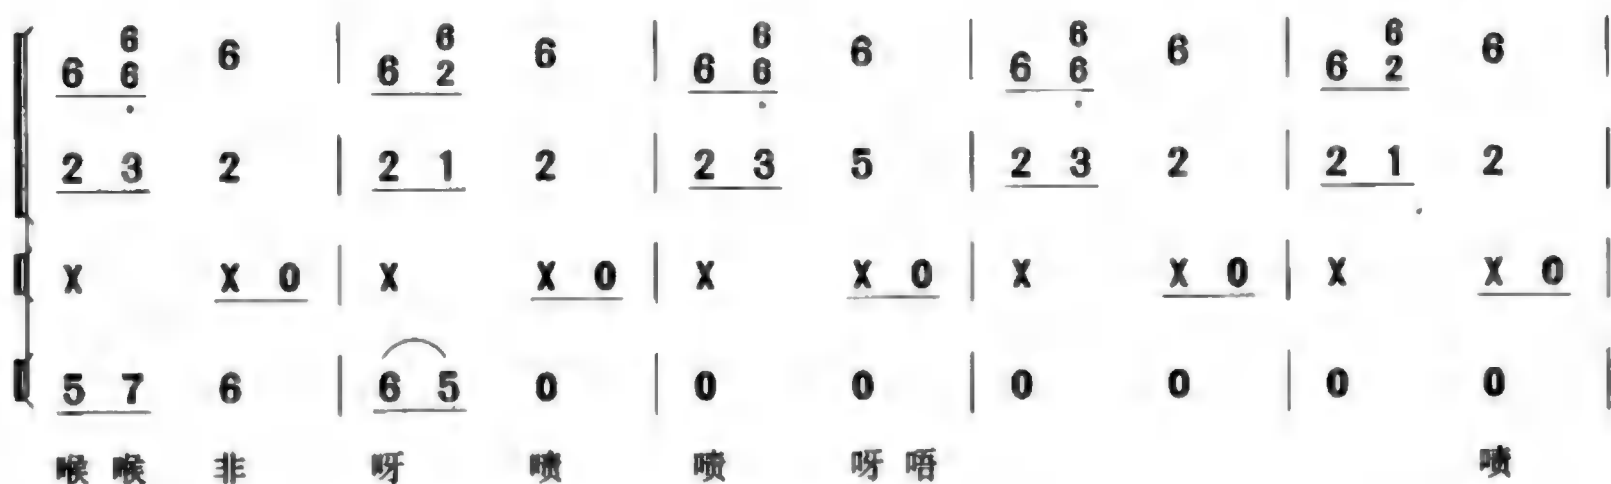 6 6 6 | 6 6 6 | 6 6 6 | 6 6 6 | 6 6 6 |
6 2 6 6 2
2 3 2 | 2 1 2 | 2 3 5 | 2 3 2 | 2 1 2 |
X X 0 | X X 0 | X X 0 | X X 0 | X X 0 |
5 7 6 | 6 5 0 | 0 0 | 0 0 | 0 0 |
喉 喉 非 呀 啧 啧 呀 唔 啧